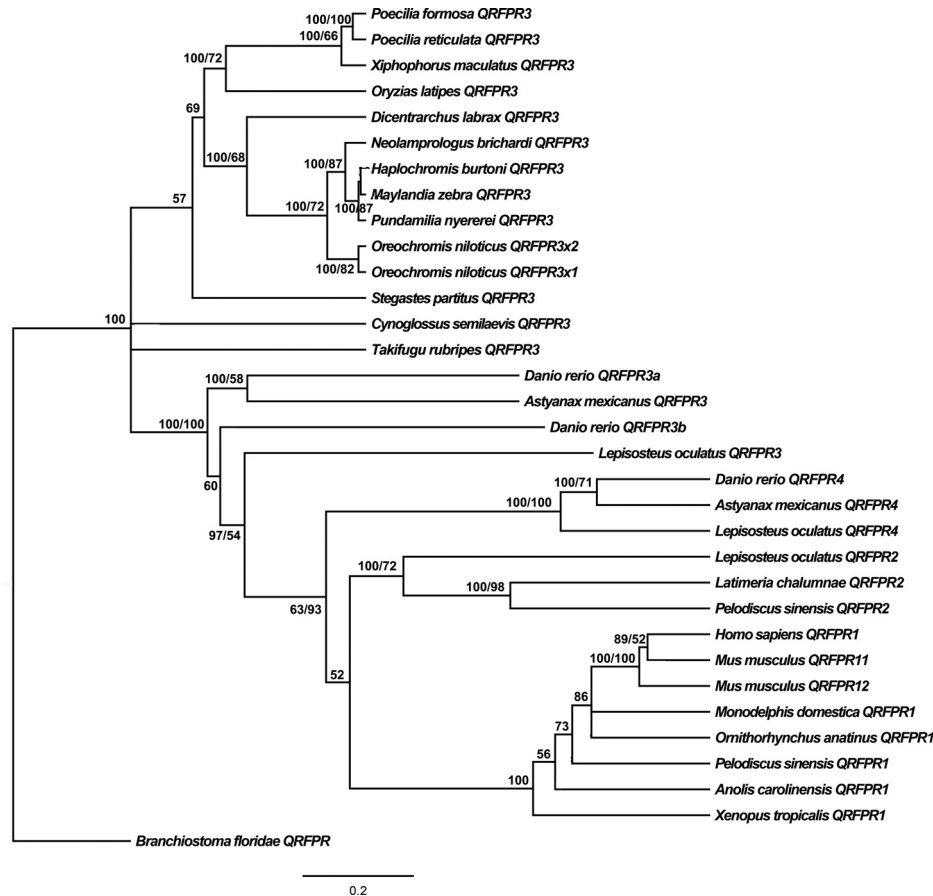 100/100
Poecilia formosa QRFPR3
100/66
Poecilia reticulata QRFPR3
100/72
Xiphophorus maculatus QRFPR3
Oryzias latipes QRFPR3
69
Dicentrarchus labrax QRFPR3
Neolamprologus brichardi QRFPR3
100/68
100/87
Haplochromis burtoni QRFPR3
57
Maylandia zebra QRFPR3
100/72
100/87
Pundamilia nyererei QRFPR3
Oreochromis niloticus QRFPR3x2
100/82
Oreochromis niloticus QRFPR3x1
Stegastes partitus QRFPR3
100
Cynoglossus semilaevis QRFPR3
Takifugu rubripes QRFPR3
100/58
Danio rerio QRFPR3a
Astyanax mexicanus QRFPR3
100/100
Danio rerio QRFPR3b
Lepisosteus oculatus QRFPR3
60
100/71
Danio rerio QRFPR4
100/100
Astyanax mexicanus QRFPR4
97/54
Lepisosteus oculatus QRFPR4
Lepisosteus oculatus QRFPR2
100/72
Latimeria chalumnae QRFPR2
100/98
63/93
Pelodiscus sinensis QRFPR2
Homo sapiens QRFPR1
89/52
Mus musculus QRFPR11
100/100
52
Mus musculus QRFPR12
86
Monodelphis domestica QRFPR1
73
Ornithorhynchus anatinus QRFPR1
56
Pelodiscus sinensis QRFPR1
100
Anolis carolinensis QRFPR1
Xenopus tropicalis QRFPR1
Branchiostoma floridae QRFPR
0.2